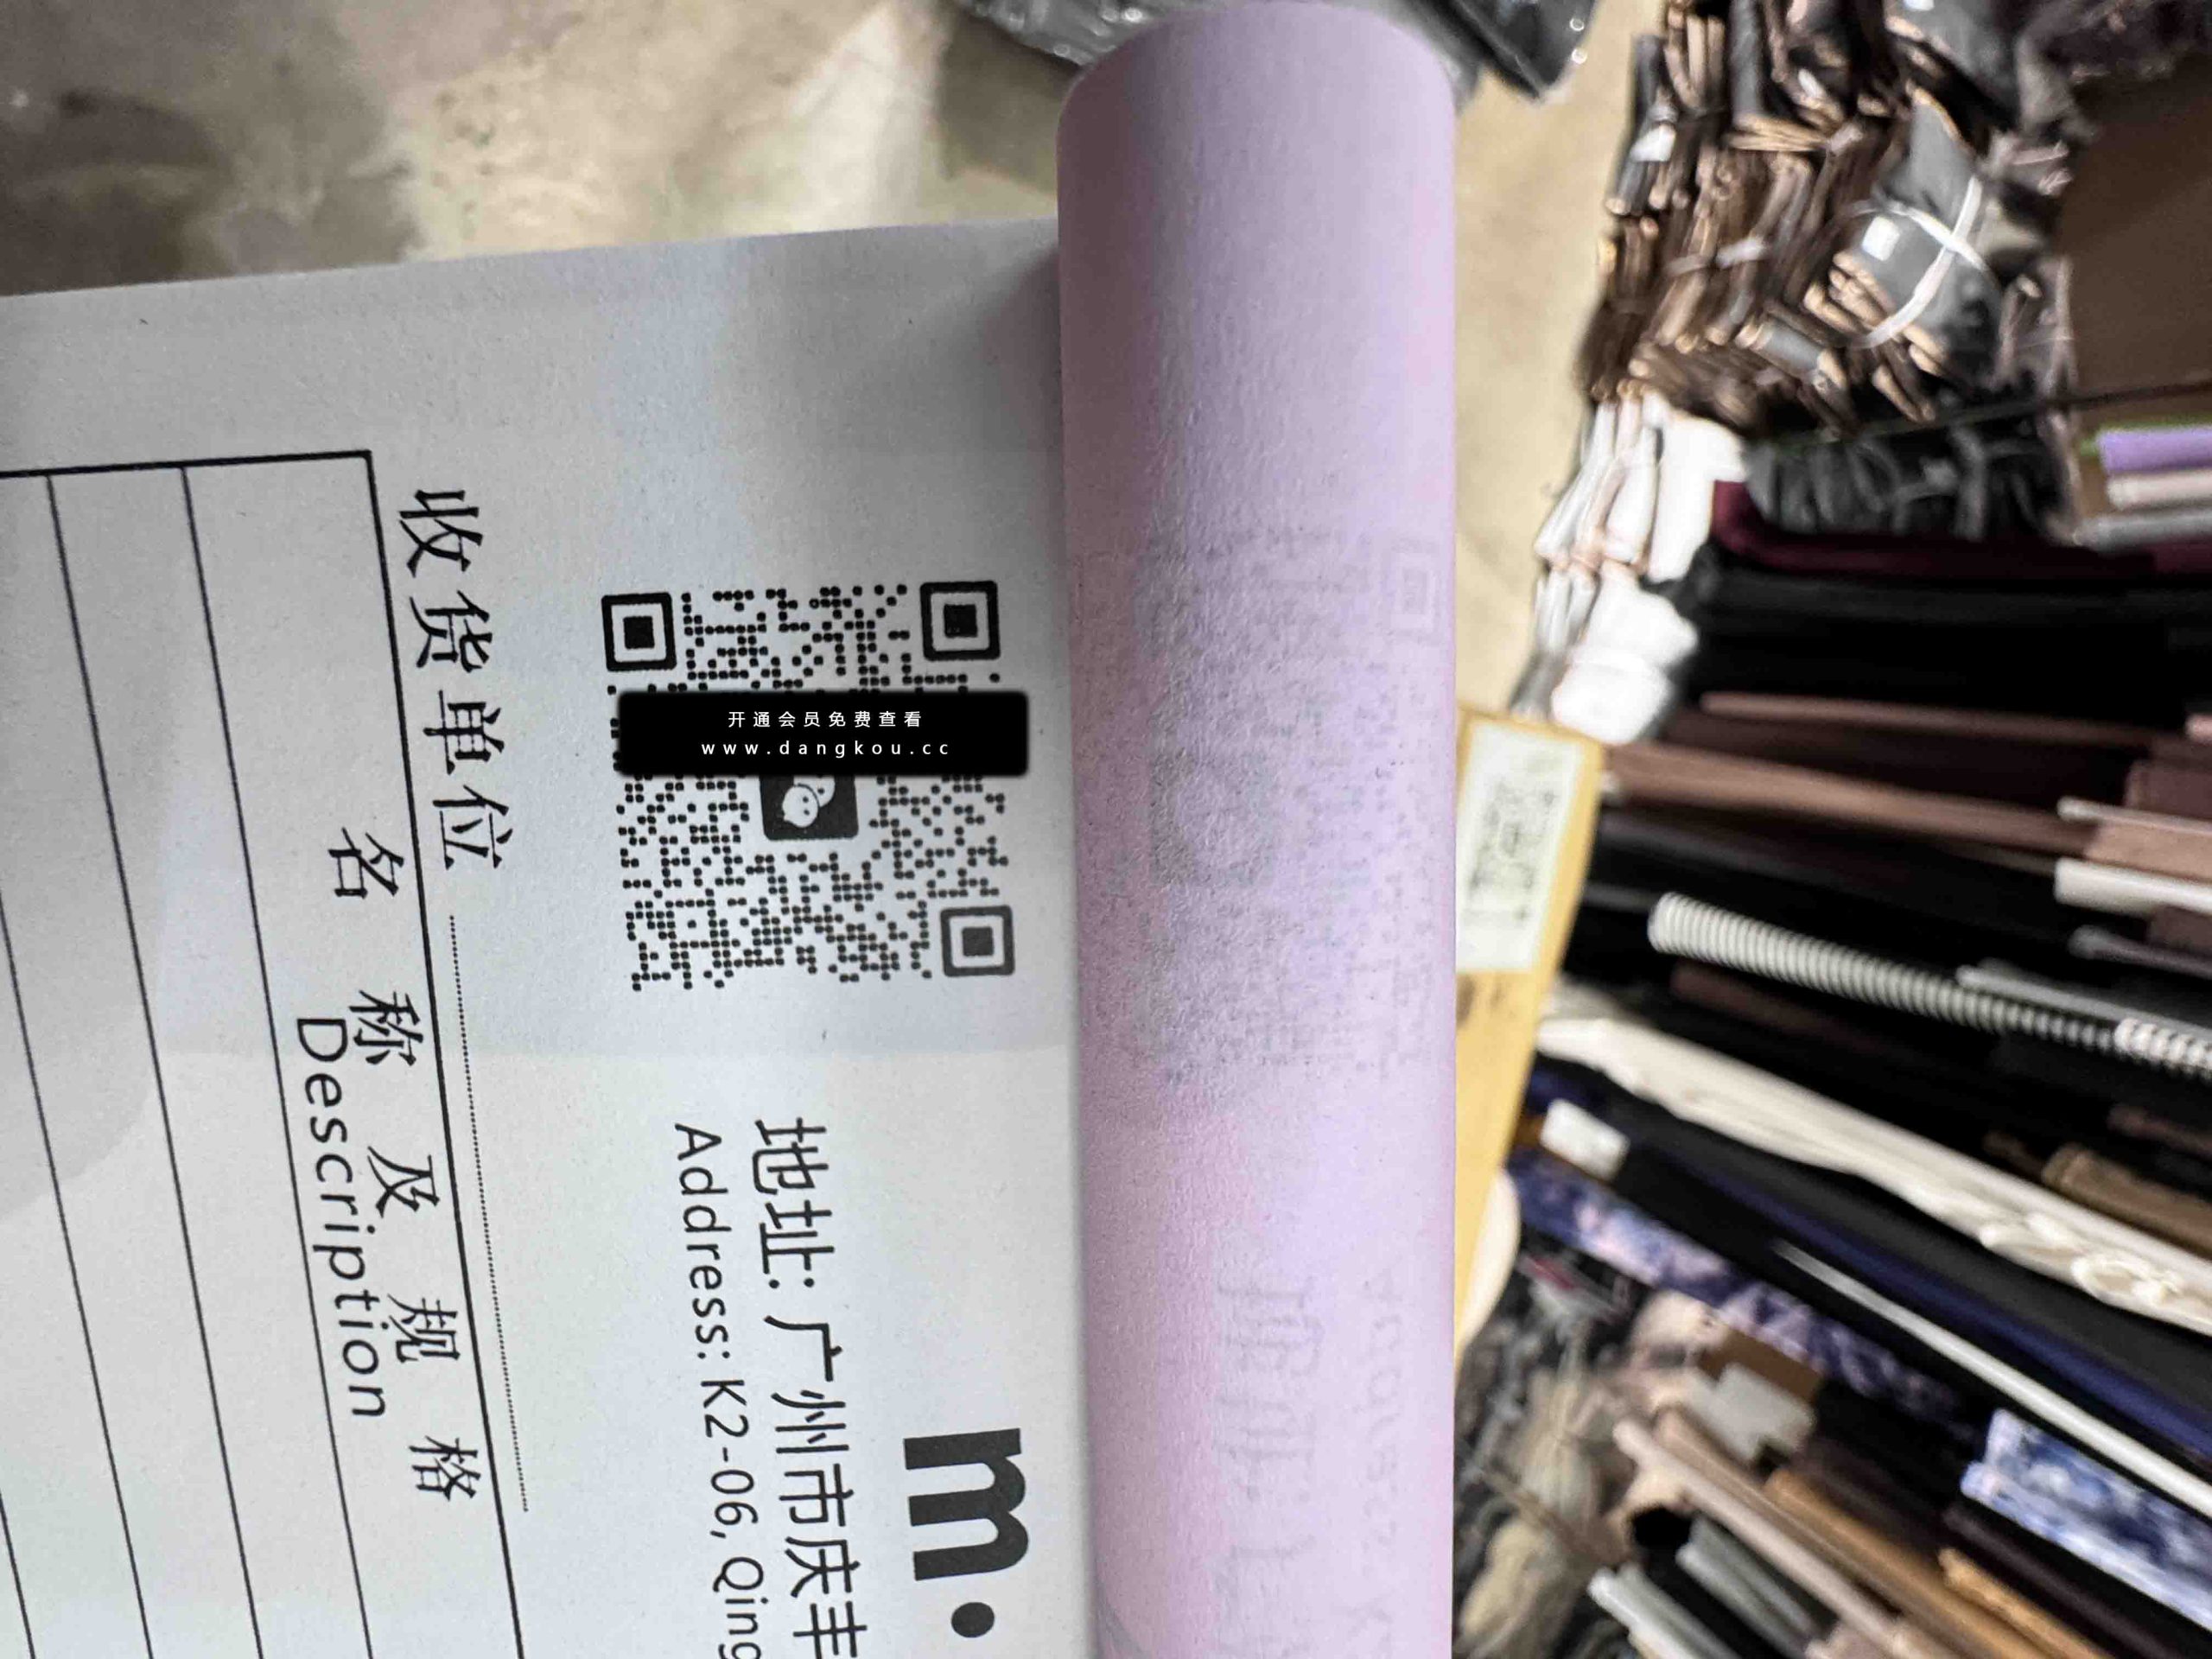 m·
地址: 广州市庆丰
Address: K2-06, Qing
开通会员免费查看
www.dangkou.cc
收货单位
名称及规格
Description